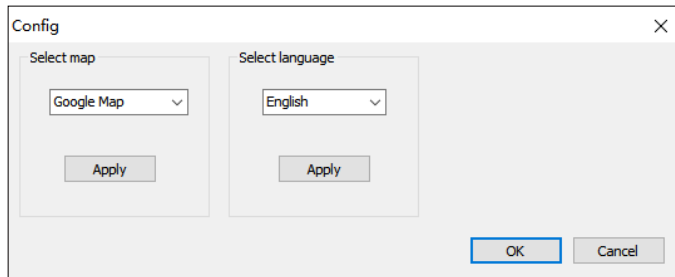 Config
Select map
Select language
Google Map
English
Apply
Apply
OK
Cancel